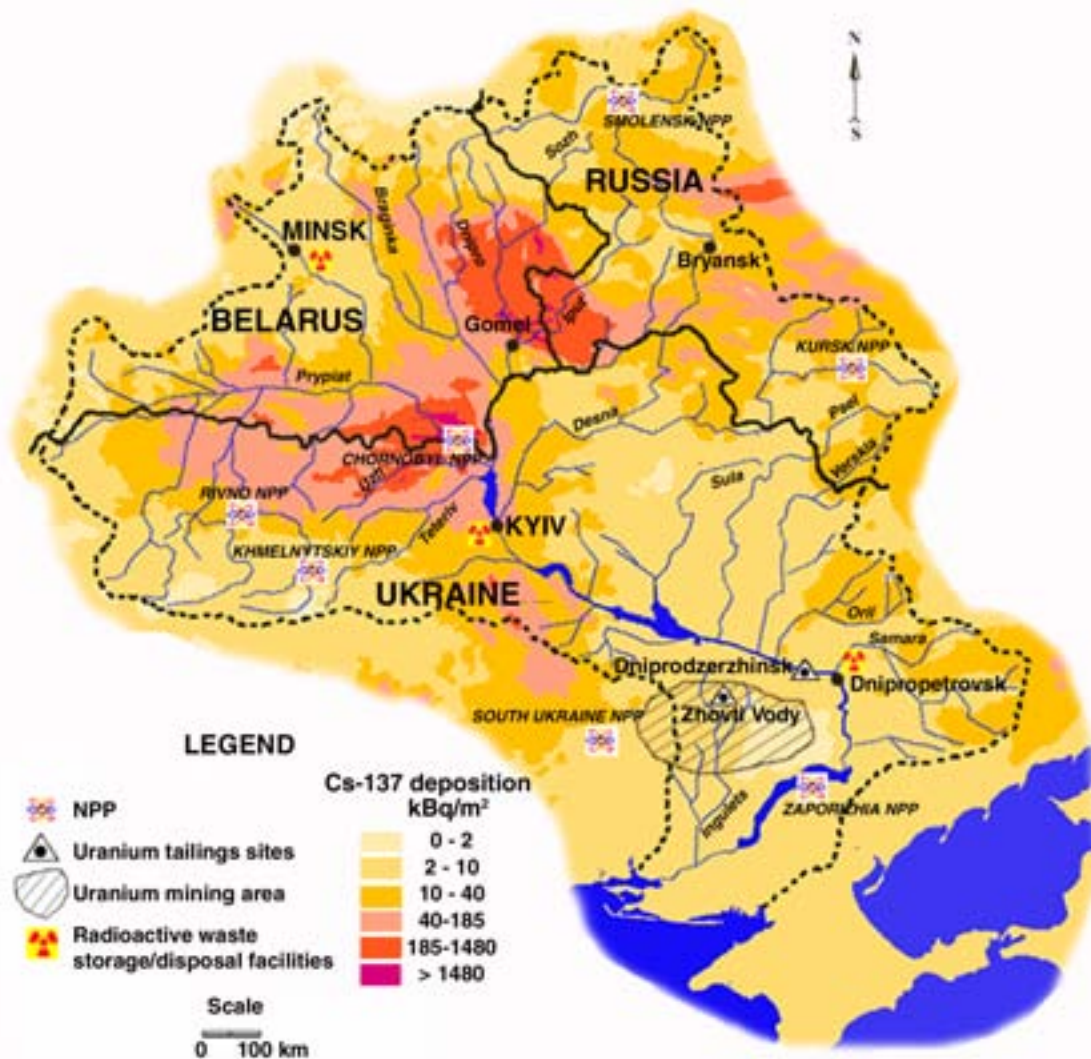 N
S
SMOLENSK NPP
Sozh
RUSSIA
Braginka
Dnipro
MINSK
Bryansk
BELARUS
Iput
Gomel
KURSK NPP
Prypiat
Psel
Desna
Vorskla
CHORNOBYL NPP
Uzh
Sula
RIVNO NPP
Teteriv
KYIV
KHMELNYTSKIY NPP
UKRAINE
Oril
Samara
Dniprodzerzhinsk
Dnipropetrovsk
SOUTH UKRAINE NPP
Zhovti Vody
ZAPORIZHIA NPP
Ingulets
LEGEND
NPP
Uranium tailings sites
Uranium mining area
Radioactive waste
storage/disposal facilities
Scale
0 100 km
Cs-137 deposition
kBq/m²
0 - 2
2 - 10
10 - 40
40-185
185-1480
> 1480